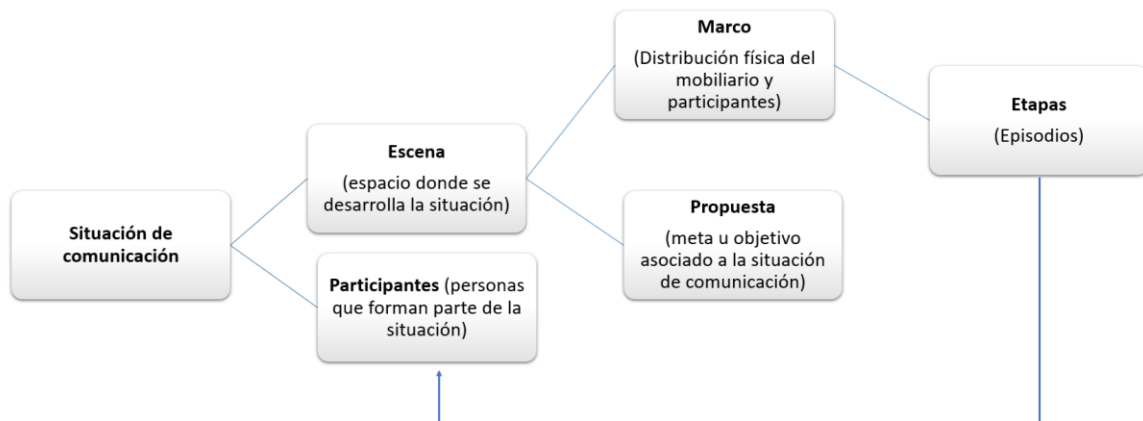 Situación de
comunicación
Escena
(espacio donde se
desarrolla la situación)
Participantes (personas
que forman parte de la
situación)
Marco
(Distribución física del
mobiliario y
participantes)
Propuesta
(meta u objetivo
asociado a la situación
de comunicación)
Etapas
(Episodios)